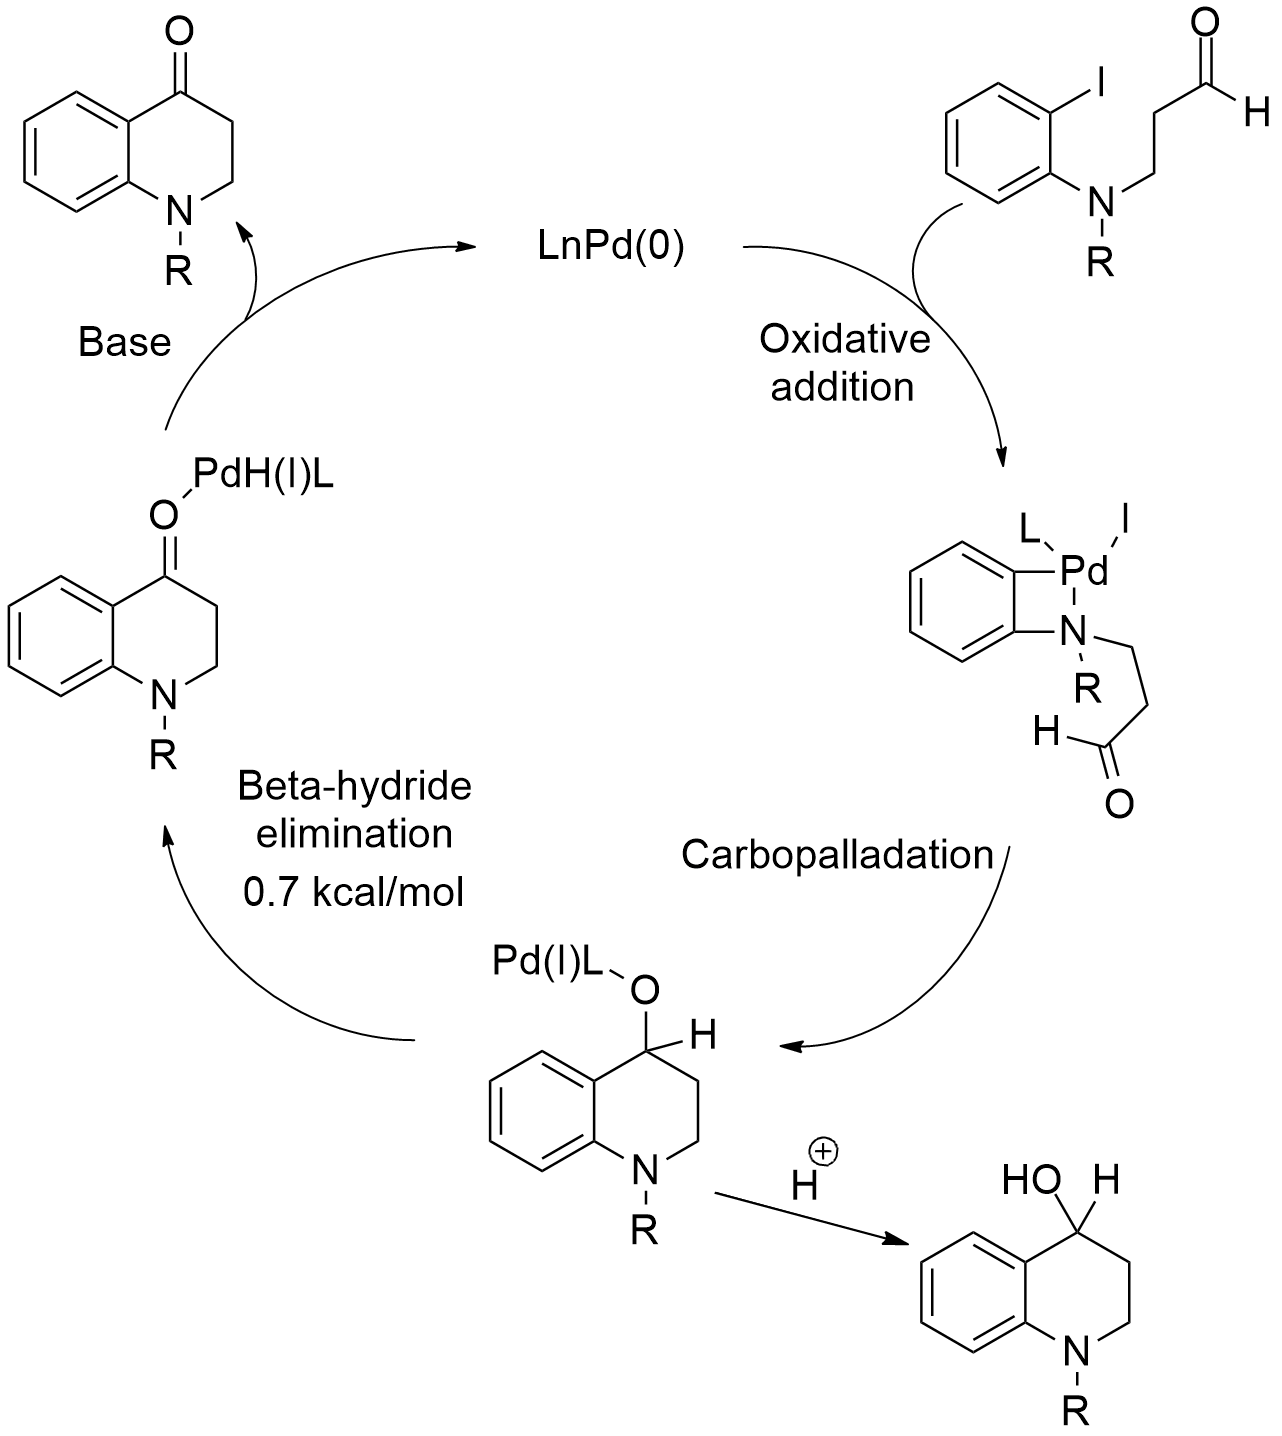 O
N
R
O
I
H
N
R
LnPd(0)
Base
Oxidative
addition
PdH(I)L
O
N
R
L
I
Pd
N
R
H
O
Beta-hydride
elimination
0.7 kcal/mol
Carbopalladation
Pd(I)L
O
H
N
R
H
+
HO
H
N
R